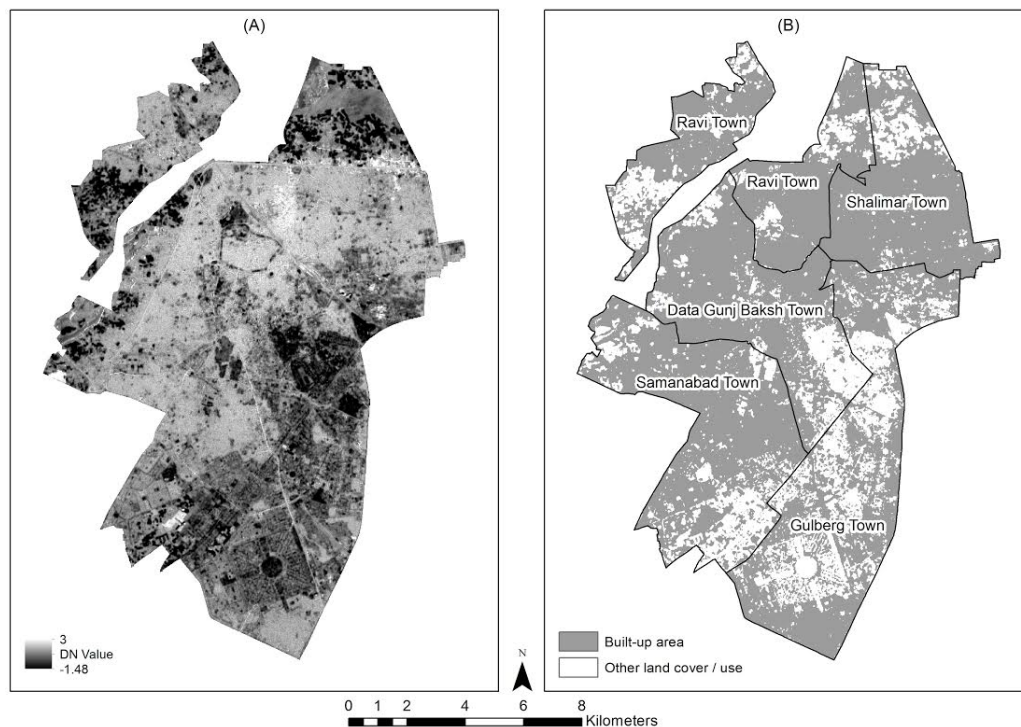 (A)
3
DN Value
-1.48
(B)
Ravi Town
Ravi Town
Shalimar Town
Data Gunj Baksh Town
Samanabad Town
Gulberg Town
Built-up area
Other land cover / use
N
0 1 2 4 6 8
Kilometers